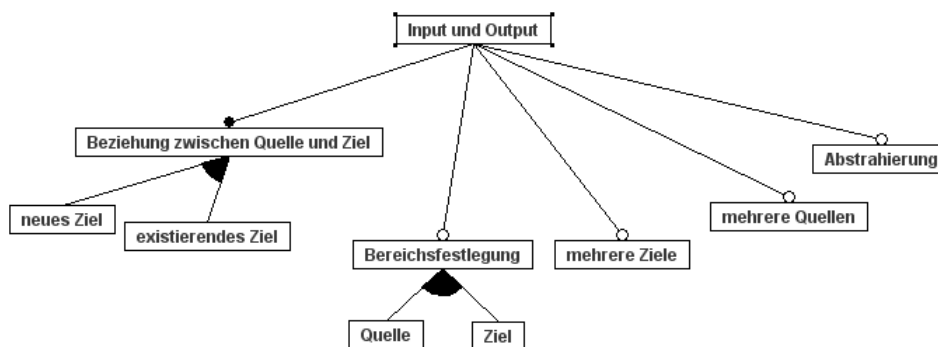 Input und Output
Beziehung zwischen Quelle und Ziel
Abstrahierung
neues Ziel
existierendes Ziel
mehrere Quellen
Bereichsfestlegung
mehrere Ziele
Quelle
Ziel